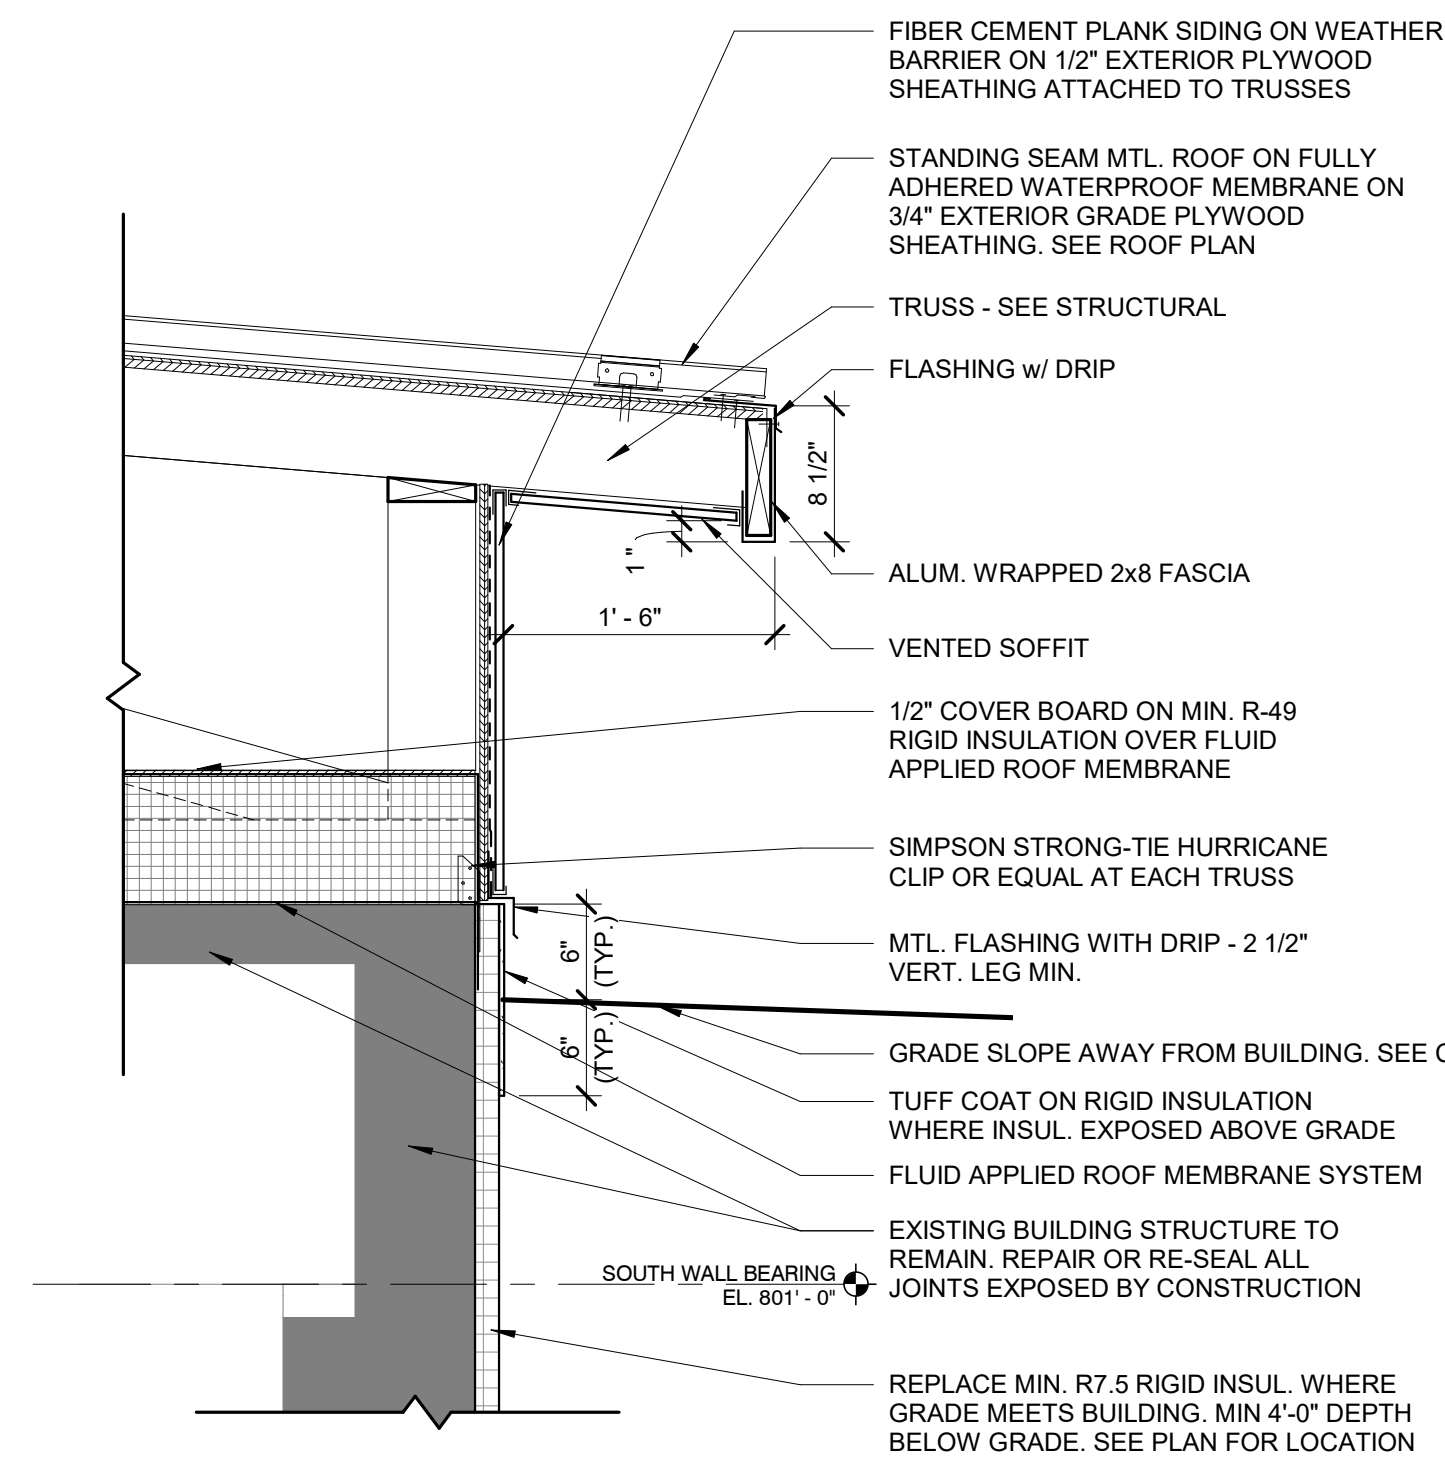 FIBER CEMENT PLANK SIDING ON WEATHER
BARRIER ON 1/2" EXTERIOR PLYWOOD
SHEATHING ATTACHED TO TRUSSES
STANDING SEAM MTL. ROOF ON FULLY
ADHERED WATERPROOF MEMBRANE ON
3/4" EXTERIOR GRADE PLYWOOD
SHEATHING. SEE ROOF PLAN
TRUSS - SEE STRUCTURAL
FLASHING w/ DRIP
8 1/2"
1 "
ALUM. WRAPPED 2x8 FASCIA
1' - 6"
VENTED SOFFIT
1/2" COVER BOARD ON MIN. R-49
RIGID INSULATION OVER FLUID
APPLIED ROOF MEMBRANE
SIMPSON STRONG-TIE HURRICANE
CLIP OR EQUAL AT EACH TRUSS
6"
(TYP.)
MTL. FLASHING WITH DRIP - 2 1/2"
VERT. LEG MIN.
6"
(TYP.)
GRADE SLOPE AWAY FROM BUILDING. SEE
TUFF COAT ON RIGID INSULATION
WHERE INSUL. EXPOSED ABOVE GRADE
FLUID APPLIED ROOF MEMBRANE SYSTEM
EXISTING BUILDING STRUCTURE TO
REMAIN. REPAIR OR RE-SEAL ALL
JOINTS EXPOSED BY CONSTRUCTION
SOUTH WALL BEARING
EL. 801' - 0"
REPLACE MIN. R7.5 RIGID INSUL. WHERE
GRADE MEETS BUILDING. MIN 4'-0" DEPTH
BELOW GRADE. SEE PLAN FOR LOCATION